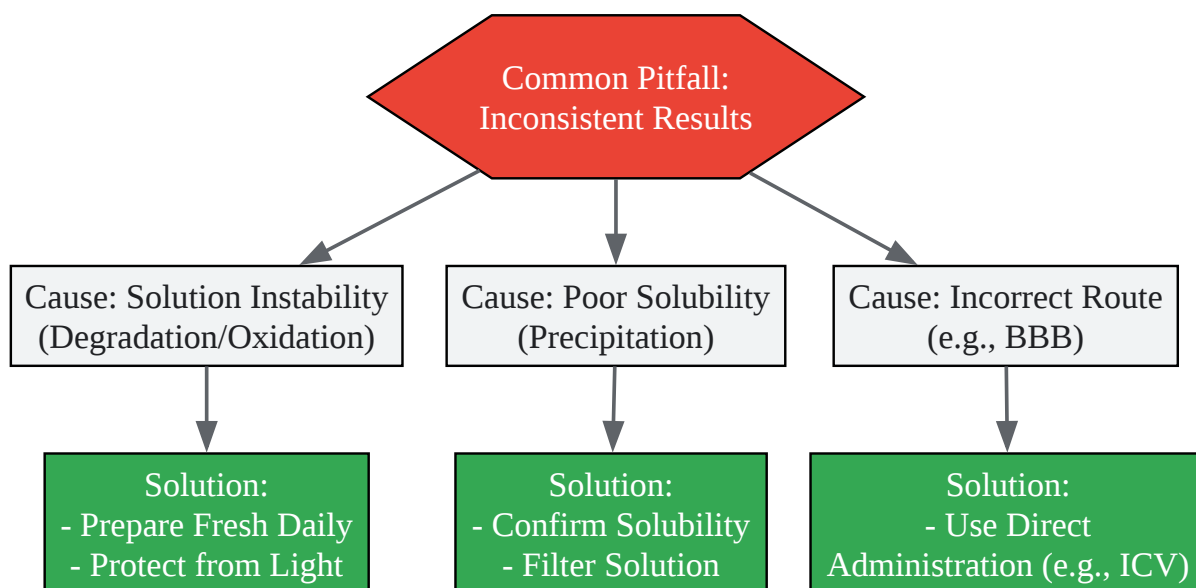 Common Pitfall:
Inconsistent Results
Cause: Solution Instability
(Degradation/Oxidation)
Cause: Poor Solubility
(Precipitation)
Cause: Incorrect Route
(e.g., BBB)
Solution:
- Prepare Fresh Daily
- Protect from Light
Solution:
- Confirm Solubility
- Filter Solution
Solution:
- Use Direct
Administration (e.g., ICV)